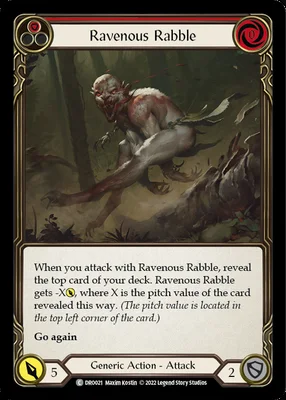 Ravenous Rabble
When you attack with Ravenous Rabble, reveal
the top card of your deck. Ravenous Rabble
gets -X, where X is the pitch value of the card
revealed this way. (The pitch value is located in
the top left corner of the card.)
Go again
5
Generic Action - Attack
2
C DRO021 Maxim Kostin © 2022 Legend Story Studios